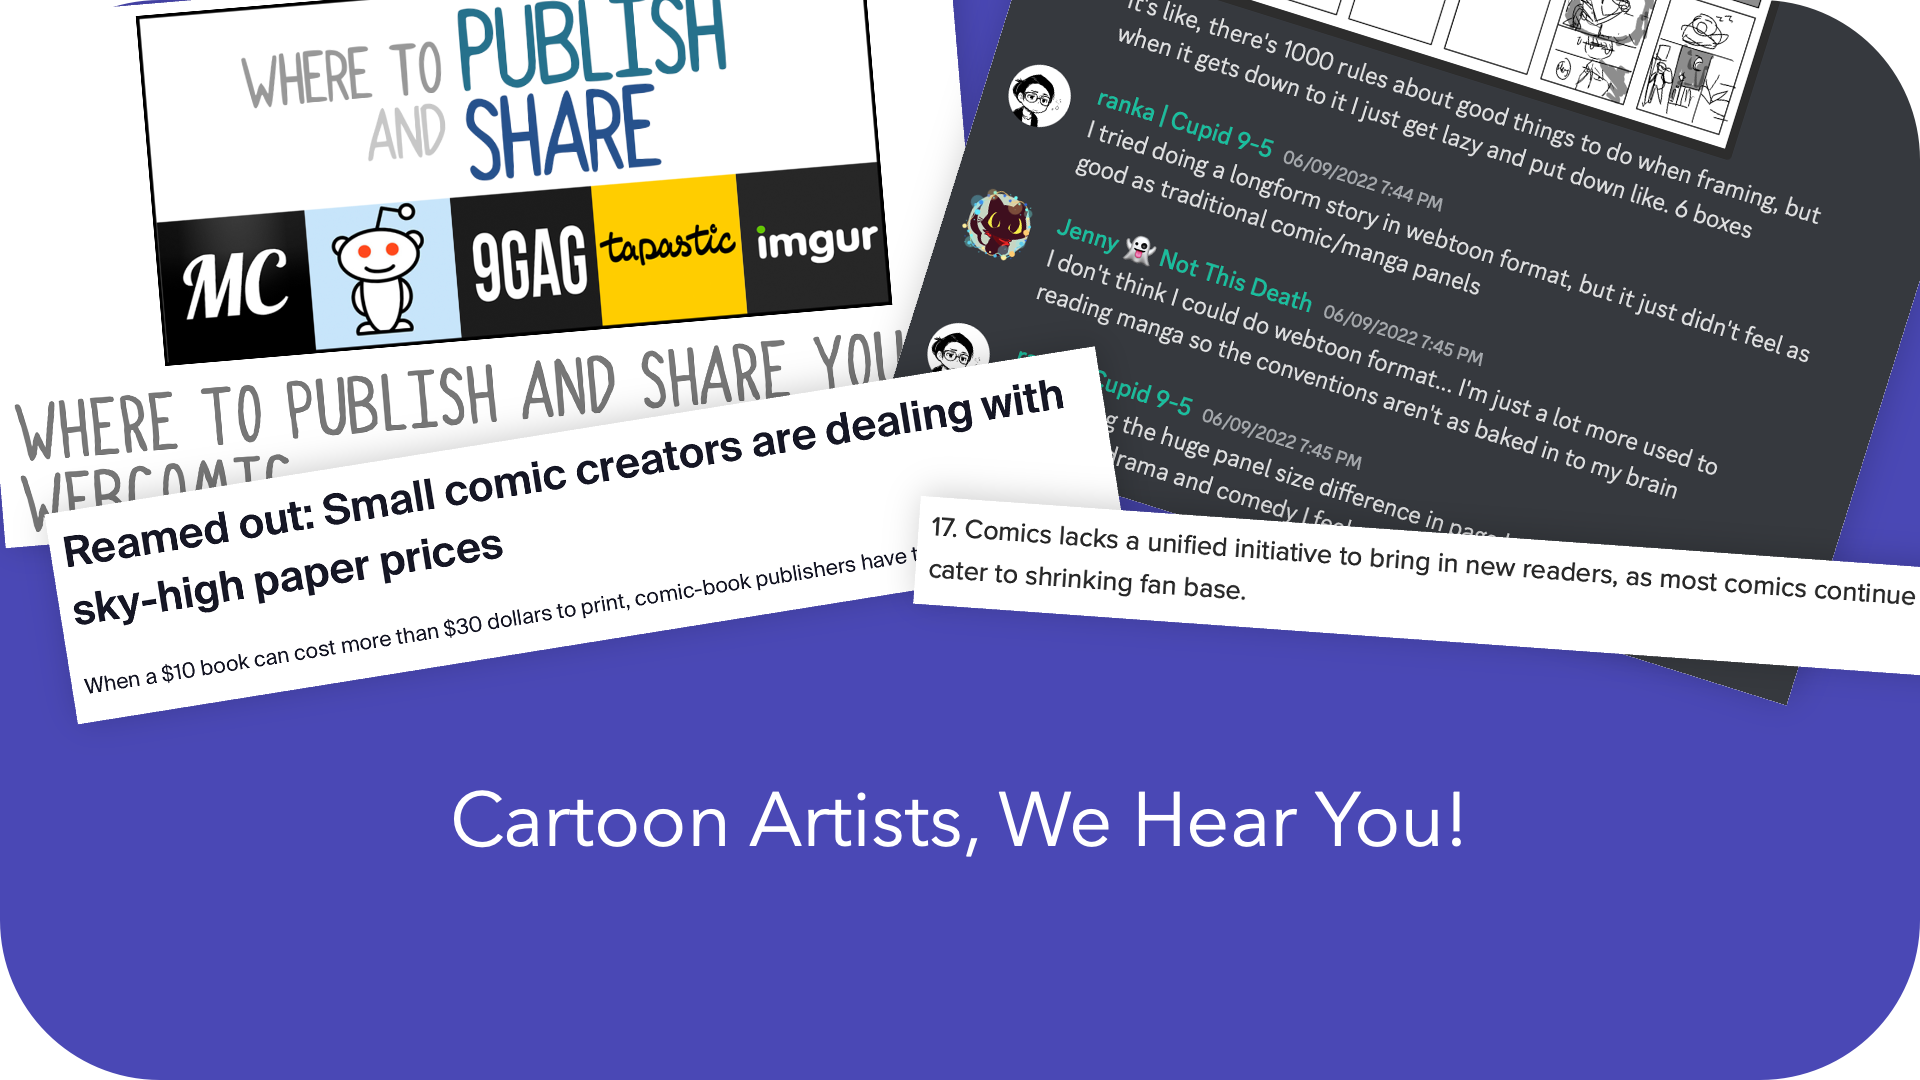 WHERE TO PUBLISH
AND SHARE
MC
9GAG
tapastic
imgur
WHERE TO PUBLISH AND SHARE YOU
WEBCOMIC
Reamed out: Small comic creators are dealing with
sky-high paper prices
When a $10 book can cost more than $30 dollars to print, comic-book publishers have t
It's like, there's 1000 rules about good things to do when framing, but
when it gets down to it I just get lazy and put down like. 6 boxes
ranka | Cupid 9-5 06/09/2022 7:44 PM
I tried doing a longform story in webtoon format, but it just didn't feel as
good as traditional comic/manga panels
Jenny 👻 Not This Death 06/09/2022 7:45 PM
I don't think I could do webtoon format... I'm just a lot more used to
reading manga so the conventions aren't as baked in to my brain
Cupid 9-5 06/09/2022 7:45 PM
g the huge panel size difference in page
drama and comedy I feel
17. Comics lacks a unified initiative to bring in new readers, as most comics continue
cater to shrinking fan base.
Cartoon Artists, We Hear You!